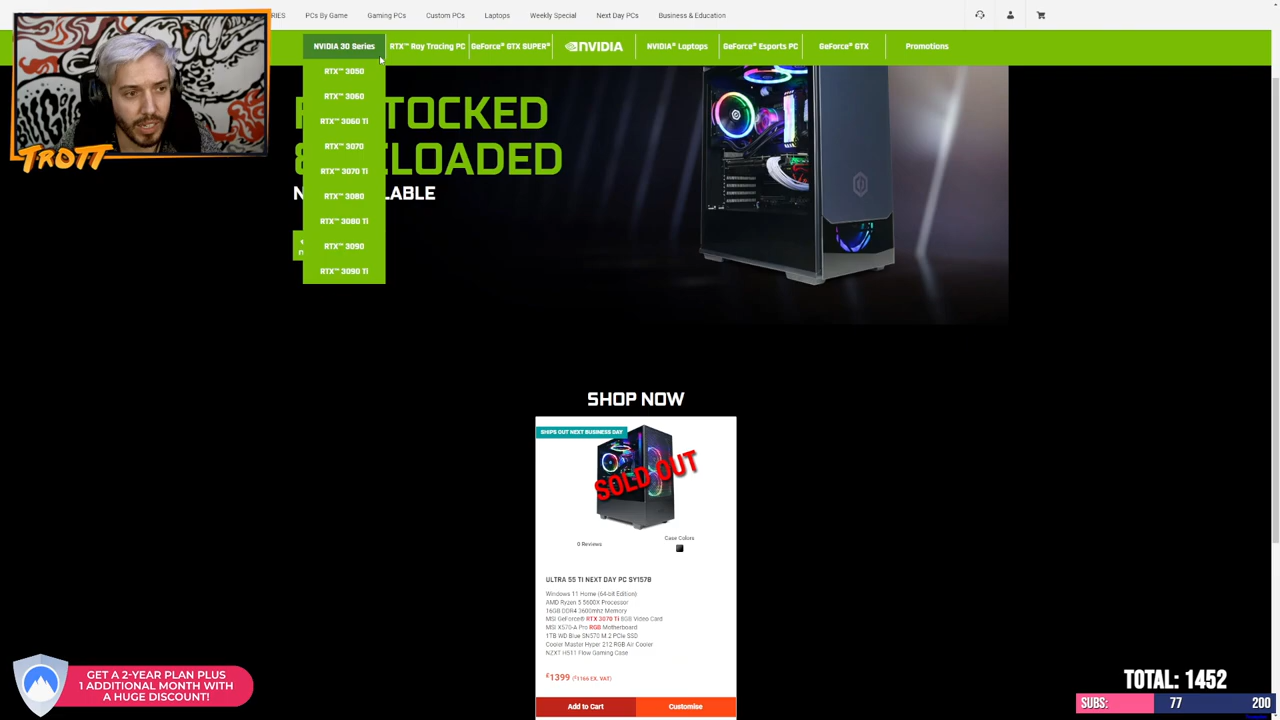 RIES
PCs By Game
Gaming PCs
Custom PCs
Laptops
Weekly Special
Next Day PCs
Business & Education
NVIDIA 30 Series
RTX™ Ray Tracing PC
GeForce® GTX SUPER®
NVIDIA
NVIDIA® Laptops
GeForce® Esports PC
GeForce® GTX
Promotions
RTX™ 3050
RTX™ 3060
RTX™ 3060 Ti
RTX™ 3070
RTX™ 3070 Ti
RTX™ 3080
RTX™ 3080 Ti
RTX™ 3090
RTX™ 3090 Ti
TOCKED
LOADED
LABLE
TROTT
SHOP NOW
SHIPS OUT NEXT BUSINESS DAY
SOLD OUT
0 Reviews
Case Colors
ULTRA 55 TI NEXT DAY PC SY157B
Windows 11 Home (64-bit Edition)
AMD Ryzen 5 5600X Processor
16GB DDR4 3600mhz Memory
MSI GeForce® RTX 3070 Ti 8GB Video Card
MSI X570-A Pro RGB Motherboard
1TB WD Blue SN570 M.2 PCIe SSD
Cooler Master Hyper 212 RGB Air Cooler
NZXT H511 Flow Gaming Case
£1399 (£1166 EX. VAT)
Add to Cart
Customise
GET A 2-YEAR PLAN PLUS
1 ADDITIONAL MONTH WITH
A HUGE DISCOUNT!
TOTAL: 1452
SUBS:
77
200